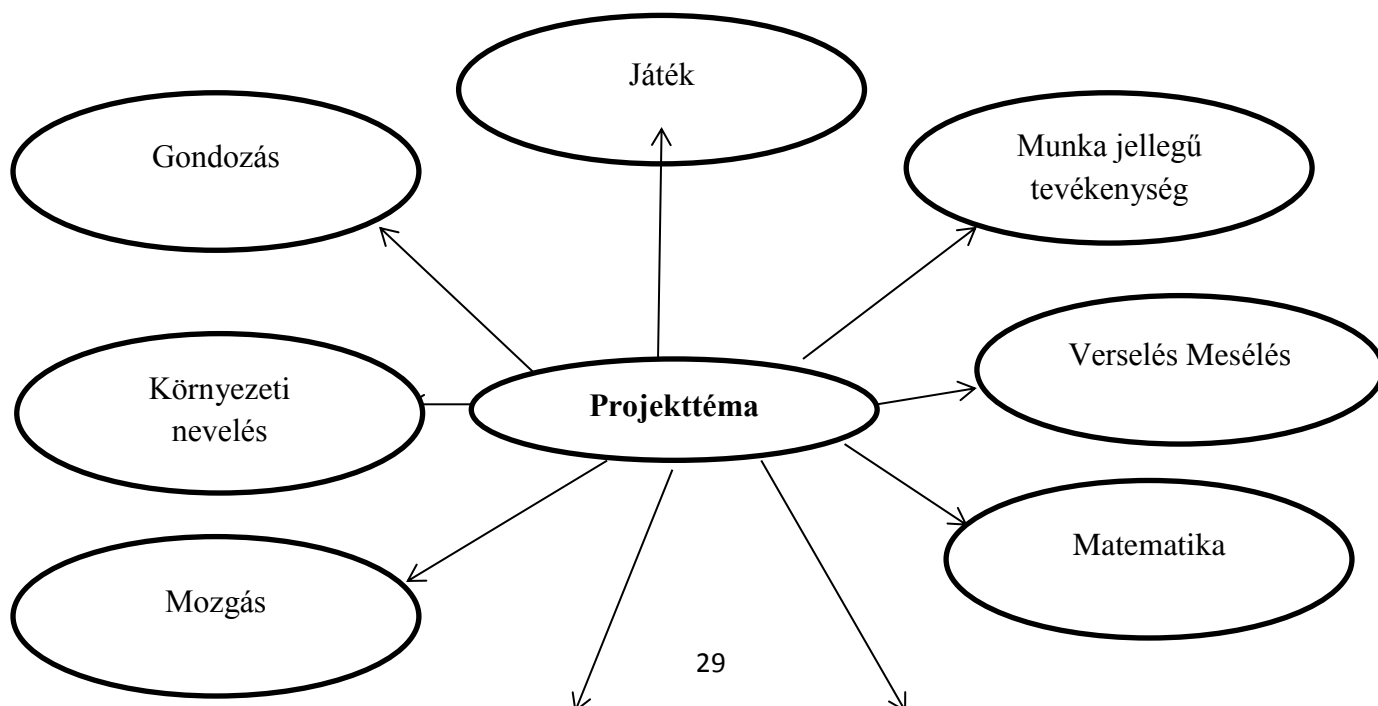 Játék
Gondozás
Munka jellegű
tevékenység
Verselés Mesélés
Környezeti
nevelés
Projekttéma
Matematika
Mozgás
29